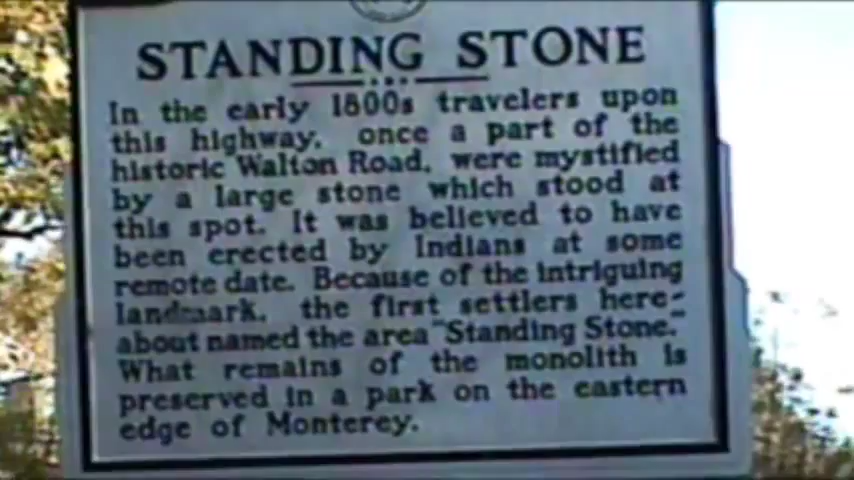 STANDING STONE
In the early 1800s travelers upon
this highway, once a part of the
historic Walton Road, were mystified
by a large stone which stood at
this spot. It was believed to have
been erected by Indians at some
remote date. Because of the intriguing
landmark, the first settlers here-
about named the area "Standing Stone."
What remains of the monolith is
preserved in a park on the eastern
edge of Monterey.